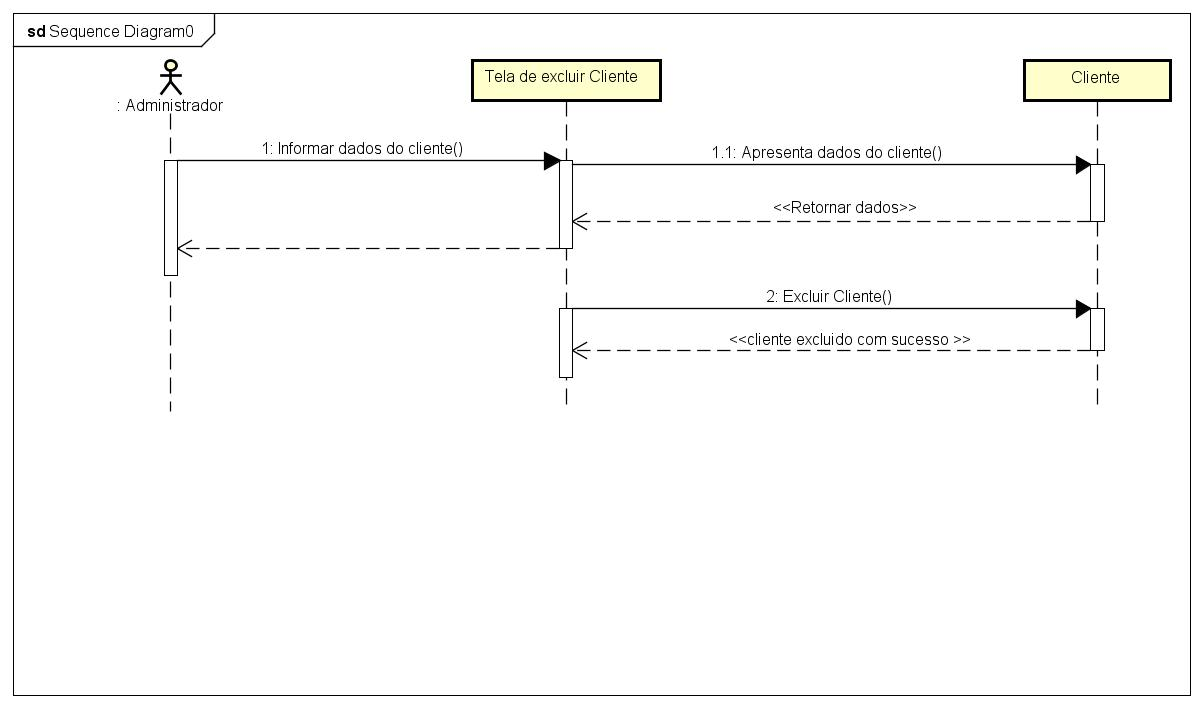 sd Sequence Diagram0
: Administrador
Tela de excluir Cliente
Cliente
1: Informar dados do cliente()
1.1: Apresenta dados do cliente()
<<Retornar dados>>
2: Excluir Cliente()
<<cliente excluido com sucesso >>